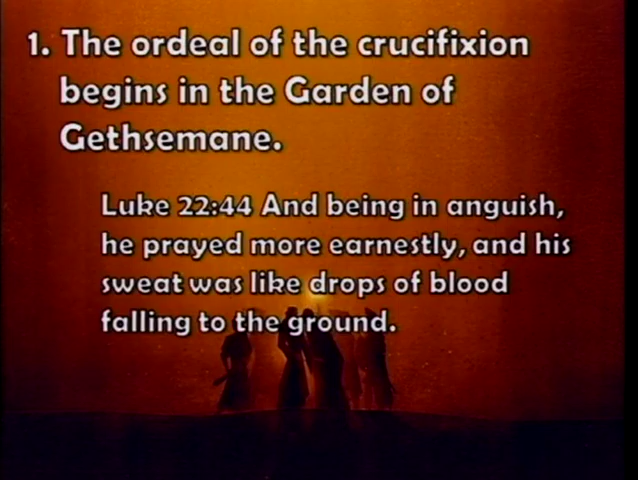 1. The ordeal of the crucifixion
begins in the Garden of
Gethsemane.
Luke 22:44 And being in anguish,
he prayed more earnestly, and his
sweat was like drops of blood
falling to the ground.